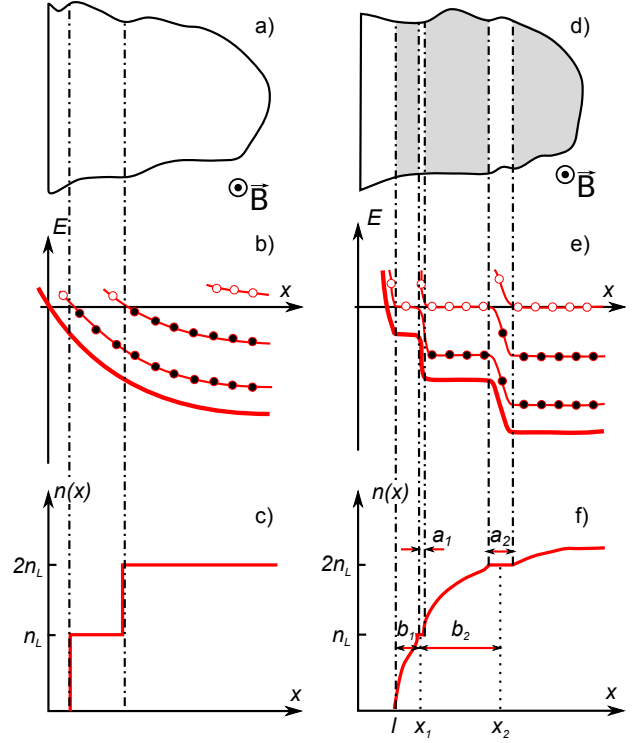 a)
B
E
b)
x
n(x)
c)
2n_L
n_L
x
d)
B
E
e)
x
n(x)
f)
a_1
a_2
2n_L
n_L
b_1
b_2
x
l
x_1
x_2